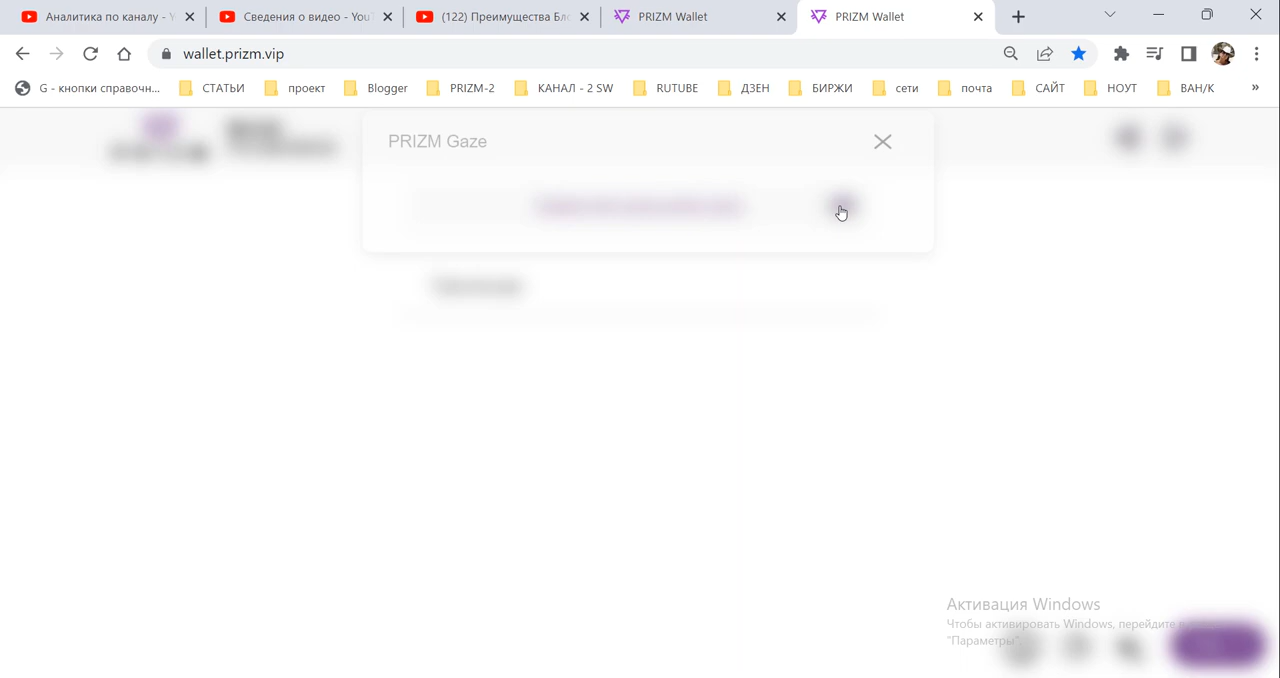 Аналитика по каналу - Y
Сведения о видео - YouT
(122) Преимущества Бло
PRIZM Wallet
PRIZM Wallet
wallet.prizm.vip
G - кнопки справочн...
СТАТЬИ
проект
Blogger
PRIZM-2
КАНАЛ - 2 SW
RUTUBE
ДЗЕН
БИРЖИ
сети
почта
САЙТ
НОУТ
ВАН/К
»
PRIZM Gaze
Активация Windows
Чтобы активировать Windows, перейдите в
"Параметры".